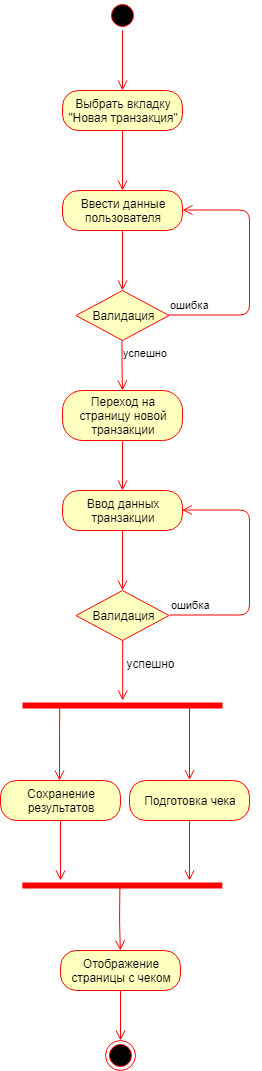 Выбрать вкладку
"Новая транзакция"
Ввести данные
пользователя
ошибка
Валидация
успешно
Переход на
страницу новой
транзакции
Ввод данных
транзакции
ошибка
Валидация
успешно
Сохранение
результатов
Подготовка чека
Отображение
страницы с чеком